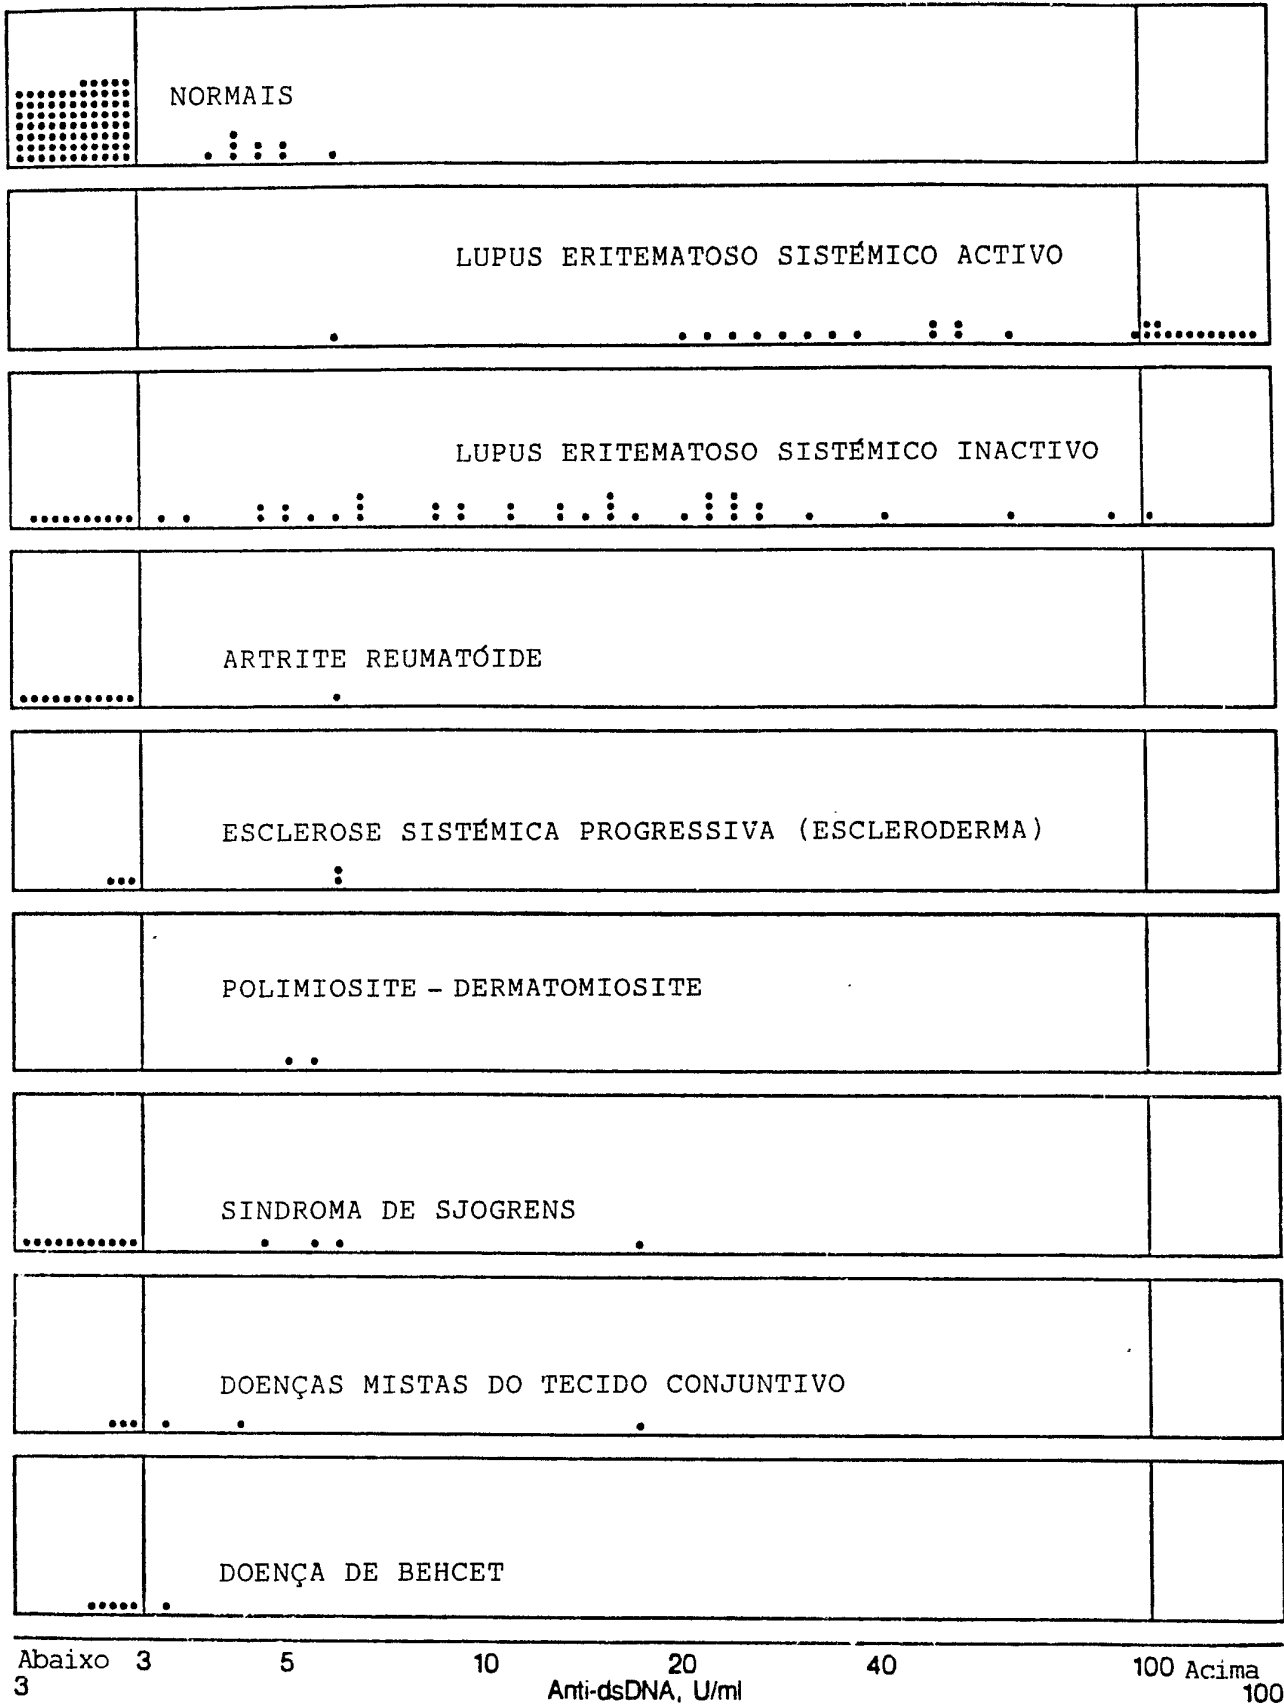 NORMAIS
LUPUS ERITEMATOSO SISTÉMICO ACTIVO
LUPUS ERITEMATOSO SISTÉMICO INACTIVO
ARTRITE REUMATÓIDE
ESCLEROSE SISTÉMICA PROGRESSIVA (ESCLERODERMA)
POLIMIOSITE – DERMATOMIOSITE
SINDROMA DE SJOGRENS
DOENÇAS MISTAS DO TECIDO CONJUNTIVO
DOENÇA DE BEHCET
Abaixo 3 5 10 20 40 100 Acima
3 Anti-dsDNA, U/ml 100